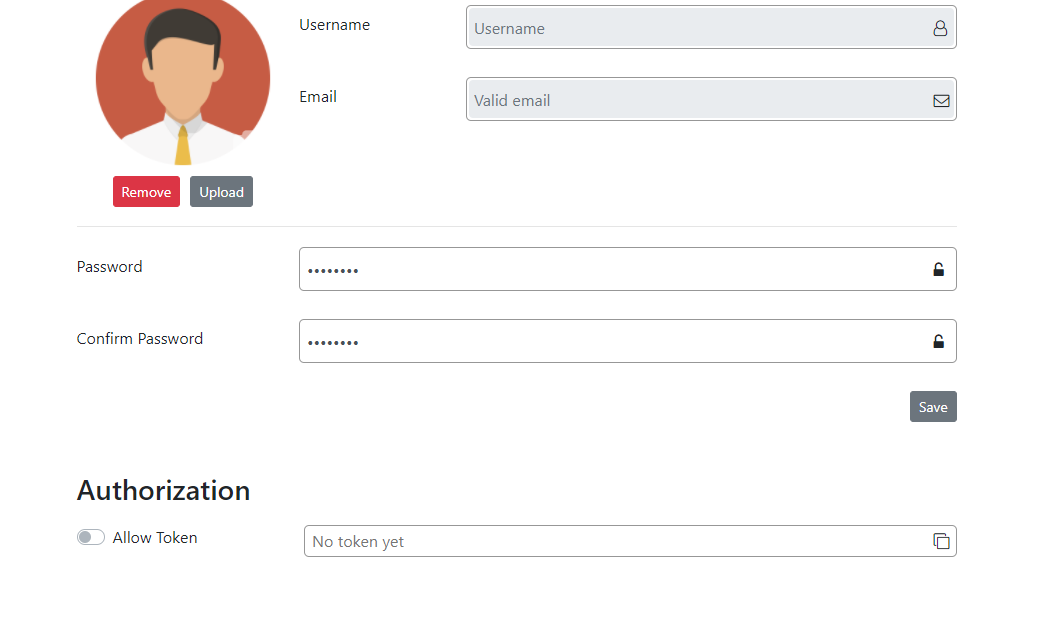 Username
Username
Email
Valid email
Remove
Upload
Password
••••••••
Confirm Password
••••••••
Save
Authorization
Allow Token
No token yet